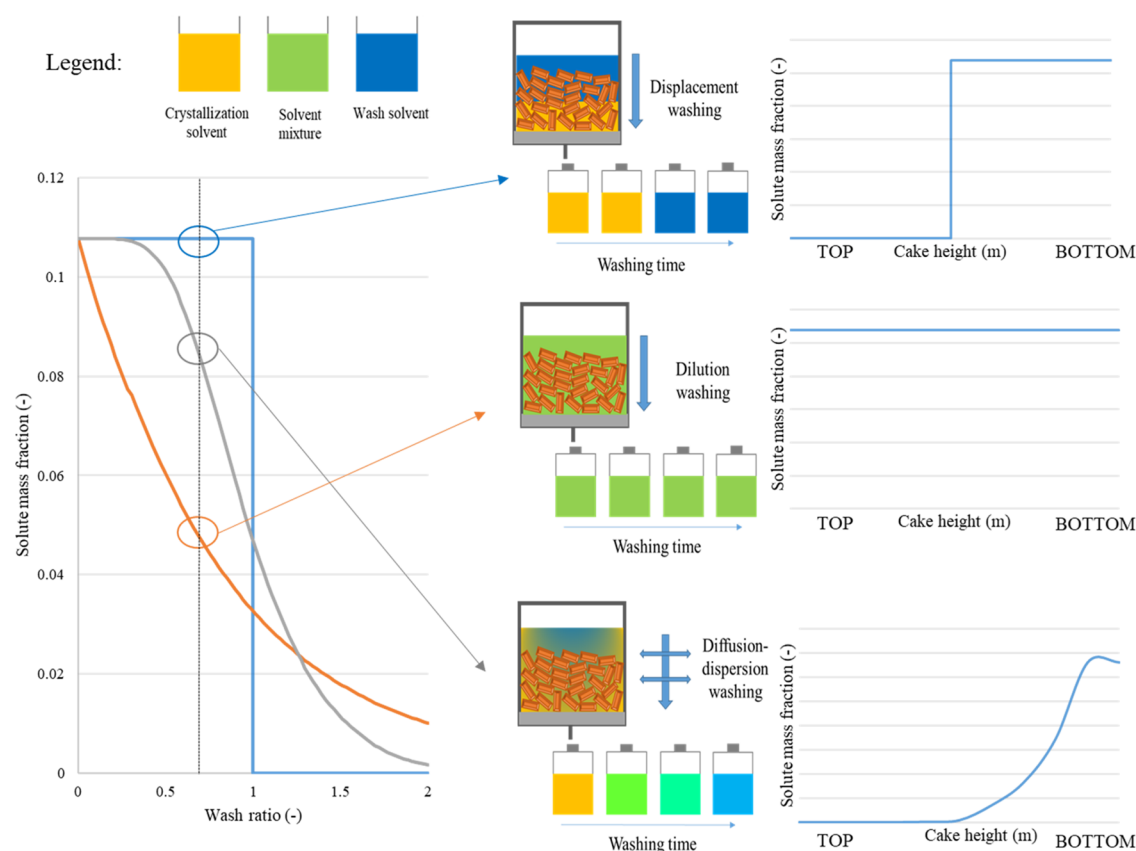 Legend:
Crystallization
solvent
Solvent
mixture
Wash solvent
0.12
0.1
0.08
0.06
0.04
0.02
0
Solute mass fraction (-)
0
0.5
1
1.5
2
Wash ratio (-)
Displacement
washing
Washing time
Solute mass fraction (-)
TOP
Cake height (m)
BOTTOM
Dilution
washing
Washing time
Solute mass fraction (-)
TOP
Cake height (m)
BOTTOM
Diffusion-
dispersion
washing
Washing time
Solute mass fraction (-)
TOP
Cake height (m)
BOTTOM